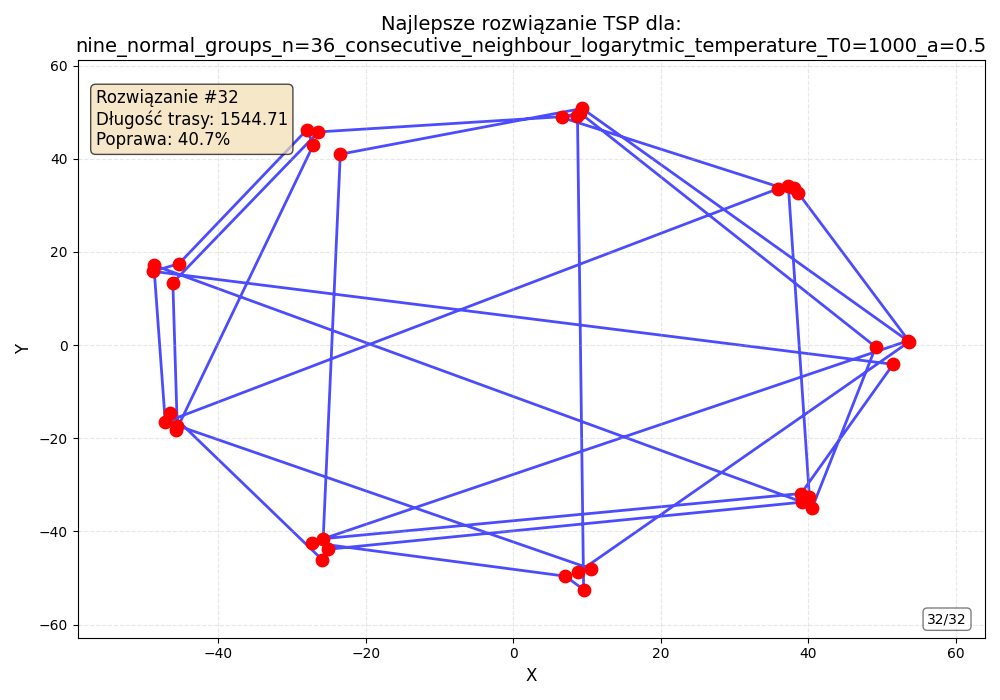 Najlepsze rozwiązanie TSP dla:
nine_normal_groups_n=36_consecutive_neighbour_logarytmic_temperature_T0=1000_a=0.5
Rozwiązanie #32
Długość trasy: 1544.71
Poprawa: 40.7%
60
40
20
0
−20
−40
−60
Y
32/32
−40 −20 0 20 40 60
X